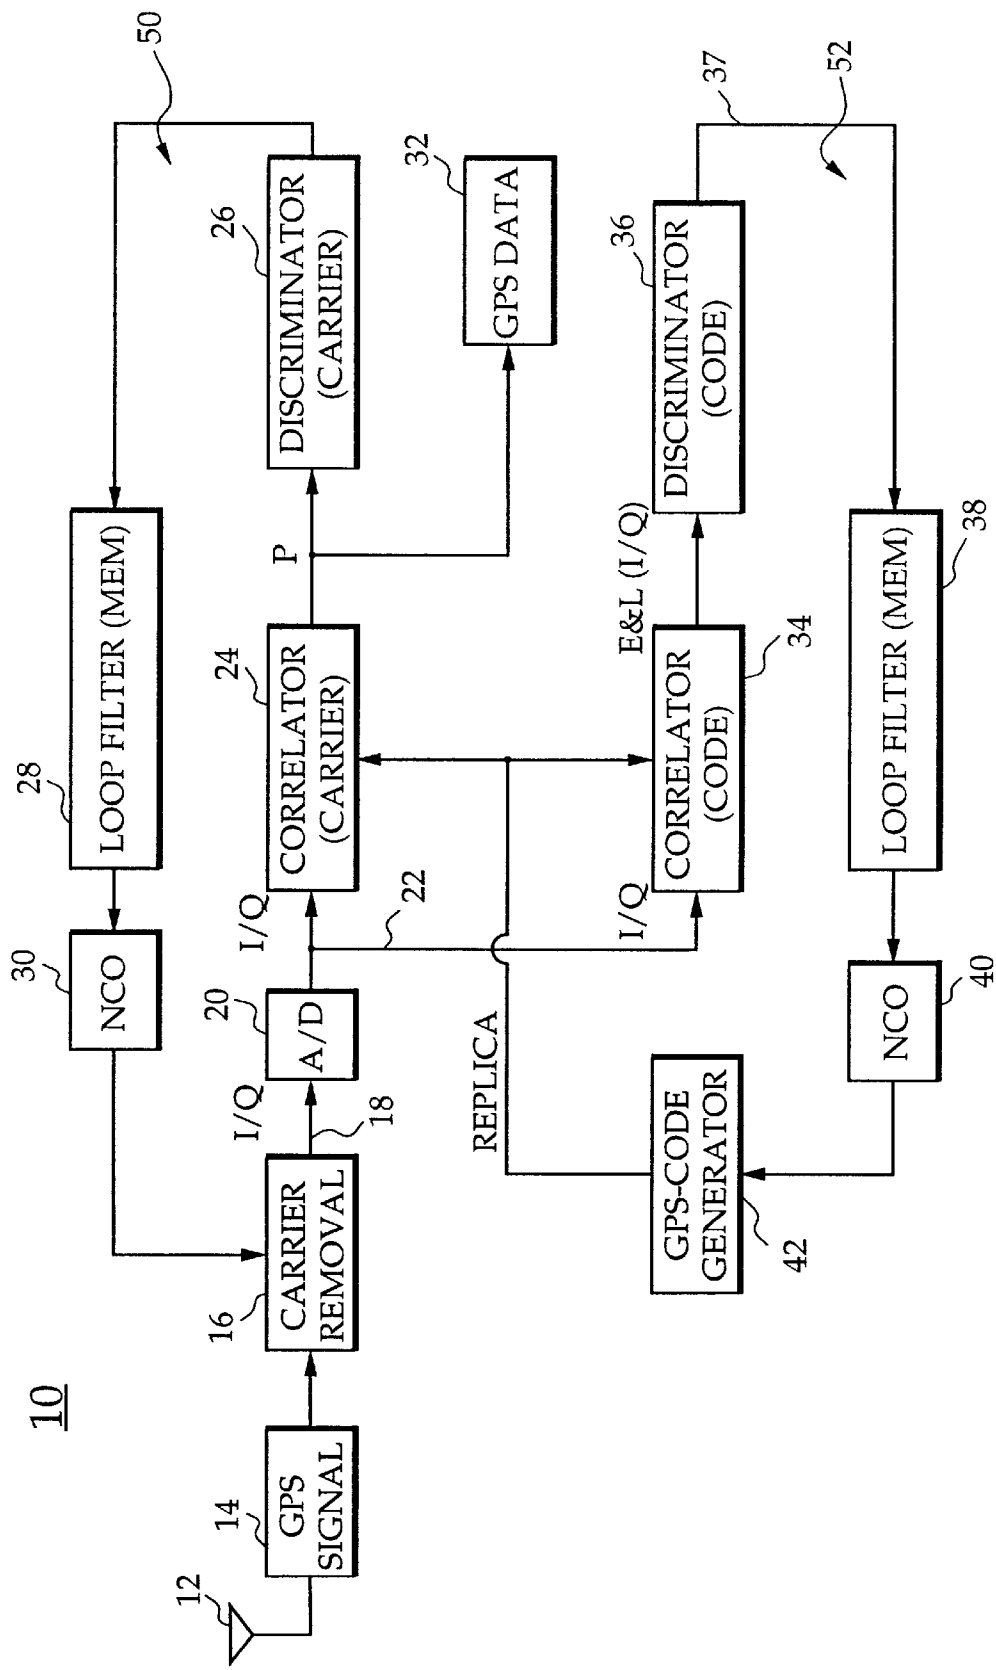 10
50
28
LOOP FILTER (MEM)
30
NCO
26
DISCRIMINATOR
(CARRIER)
P
24
CORRELATOR
(CARRIER)
I/Q
20
A/D
I/Q
18
16
CARRIER
REMOVAL
14
GPS
SIGNAL
12
22
32
GPS DATA
REPLICA
37
52
36
DISCRIMINATOR
(CODE)
E&L (I/Q)
34
CORRELATOR
(CODE)
I/Q
42
GPS-CODE
GENERATOR
38
LOOP FILTER (MEM)
40
NCO